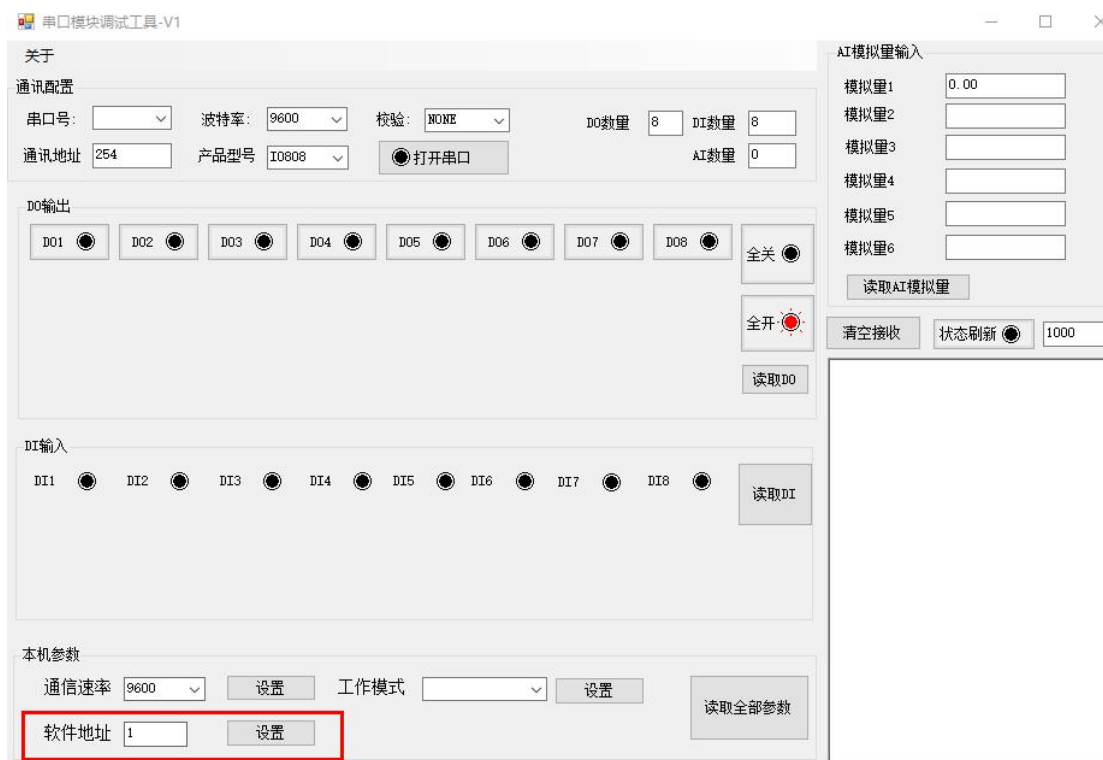 串口模块调试工具-V1
关于
通讯配置
串口号: 波特率: 9600 校验: NONE DO数量 8 DI数量 8
通讯地址 254 产品型号 IO808 打开串口 AI数量 0
DO输出
DO1 DO2 DO3 DO4 DO5 DO6 DO7 DO8
全关
全开
读取DO
DI输入
DI1 DI2 DI3 DI4 DI5 DI6 DI7 DI8
读取DI
本机参数
通信速率 9600 设置 工作模式 设置
软件地址 1 设置
读取全部参数
AI模拟量输入
模拟量1 0.00
模拟量2
模拟量3
模拟量4
模拟量5
模拟量6
读取AI模拟量
清空接收 状态刷新 1000